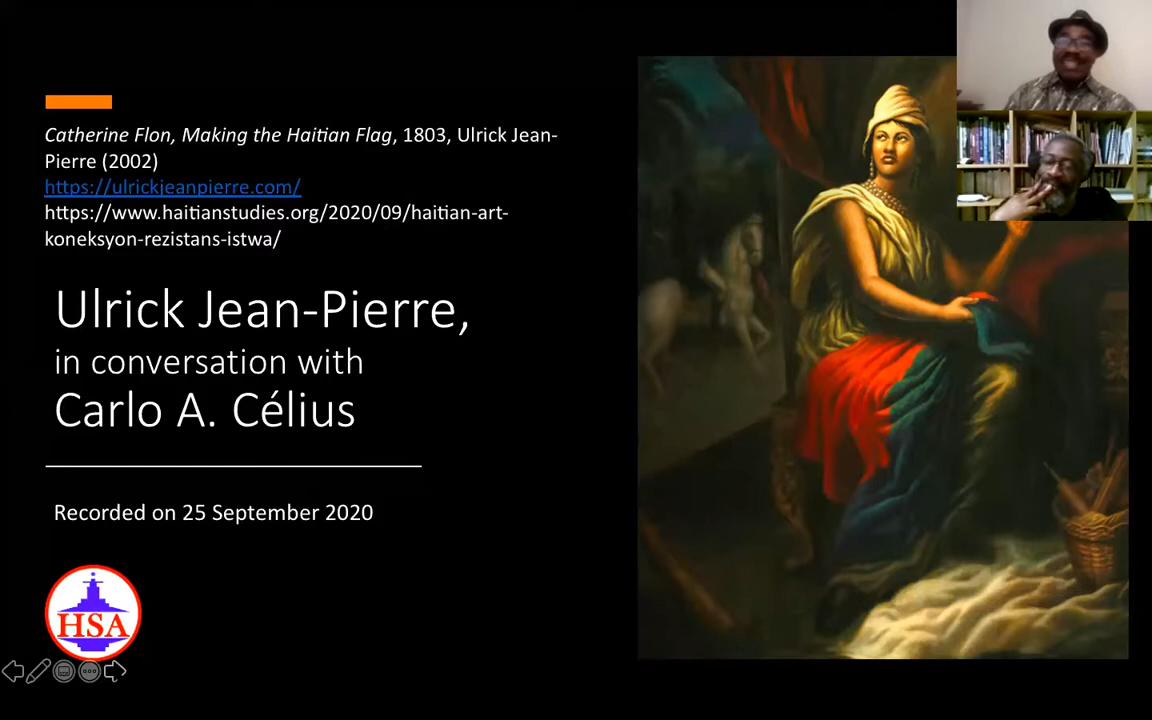 Catherine Flon, Making the Haitian Flag, 1803, Ulrick Jean-
Pierre (2002)
https://ulrickjeanpierre.com/
https://www.haitianstudies.org/2020/09/haitian-art-
koneksyon-rezistans-istwa/
Ulrick Jean-Pierre,
in conversation with
Carlo A. Célius
Recorded on 25 September 2020
HSA